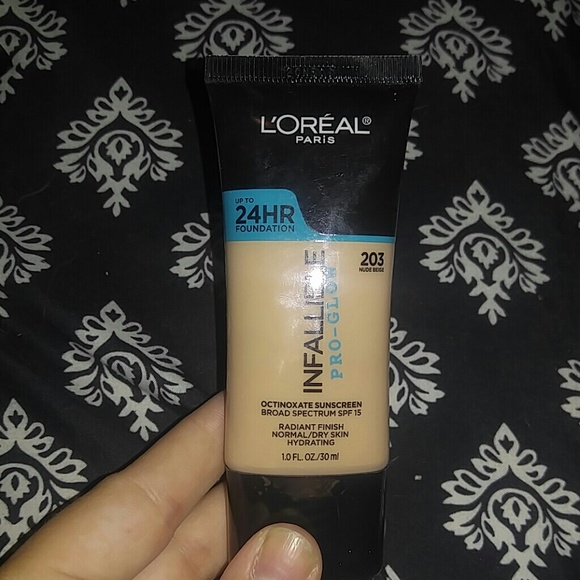 L'ORÉAL®
PARiS
UP TO
24HR
FOUNDATION
203
NUDE BEIGE
INFALLIBLE
PRO-GLOW
OCTINOXATE SUNSCREEN
BROAD SPECTRUM SPF 15
RADIANT FINISH
NORMAL/DRY SKIN
HYDRATING
1.0 FL. OZ./30 ml